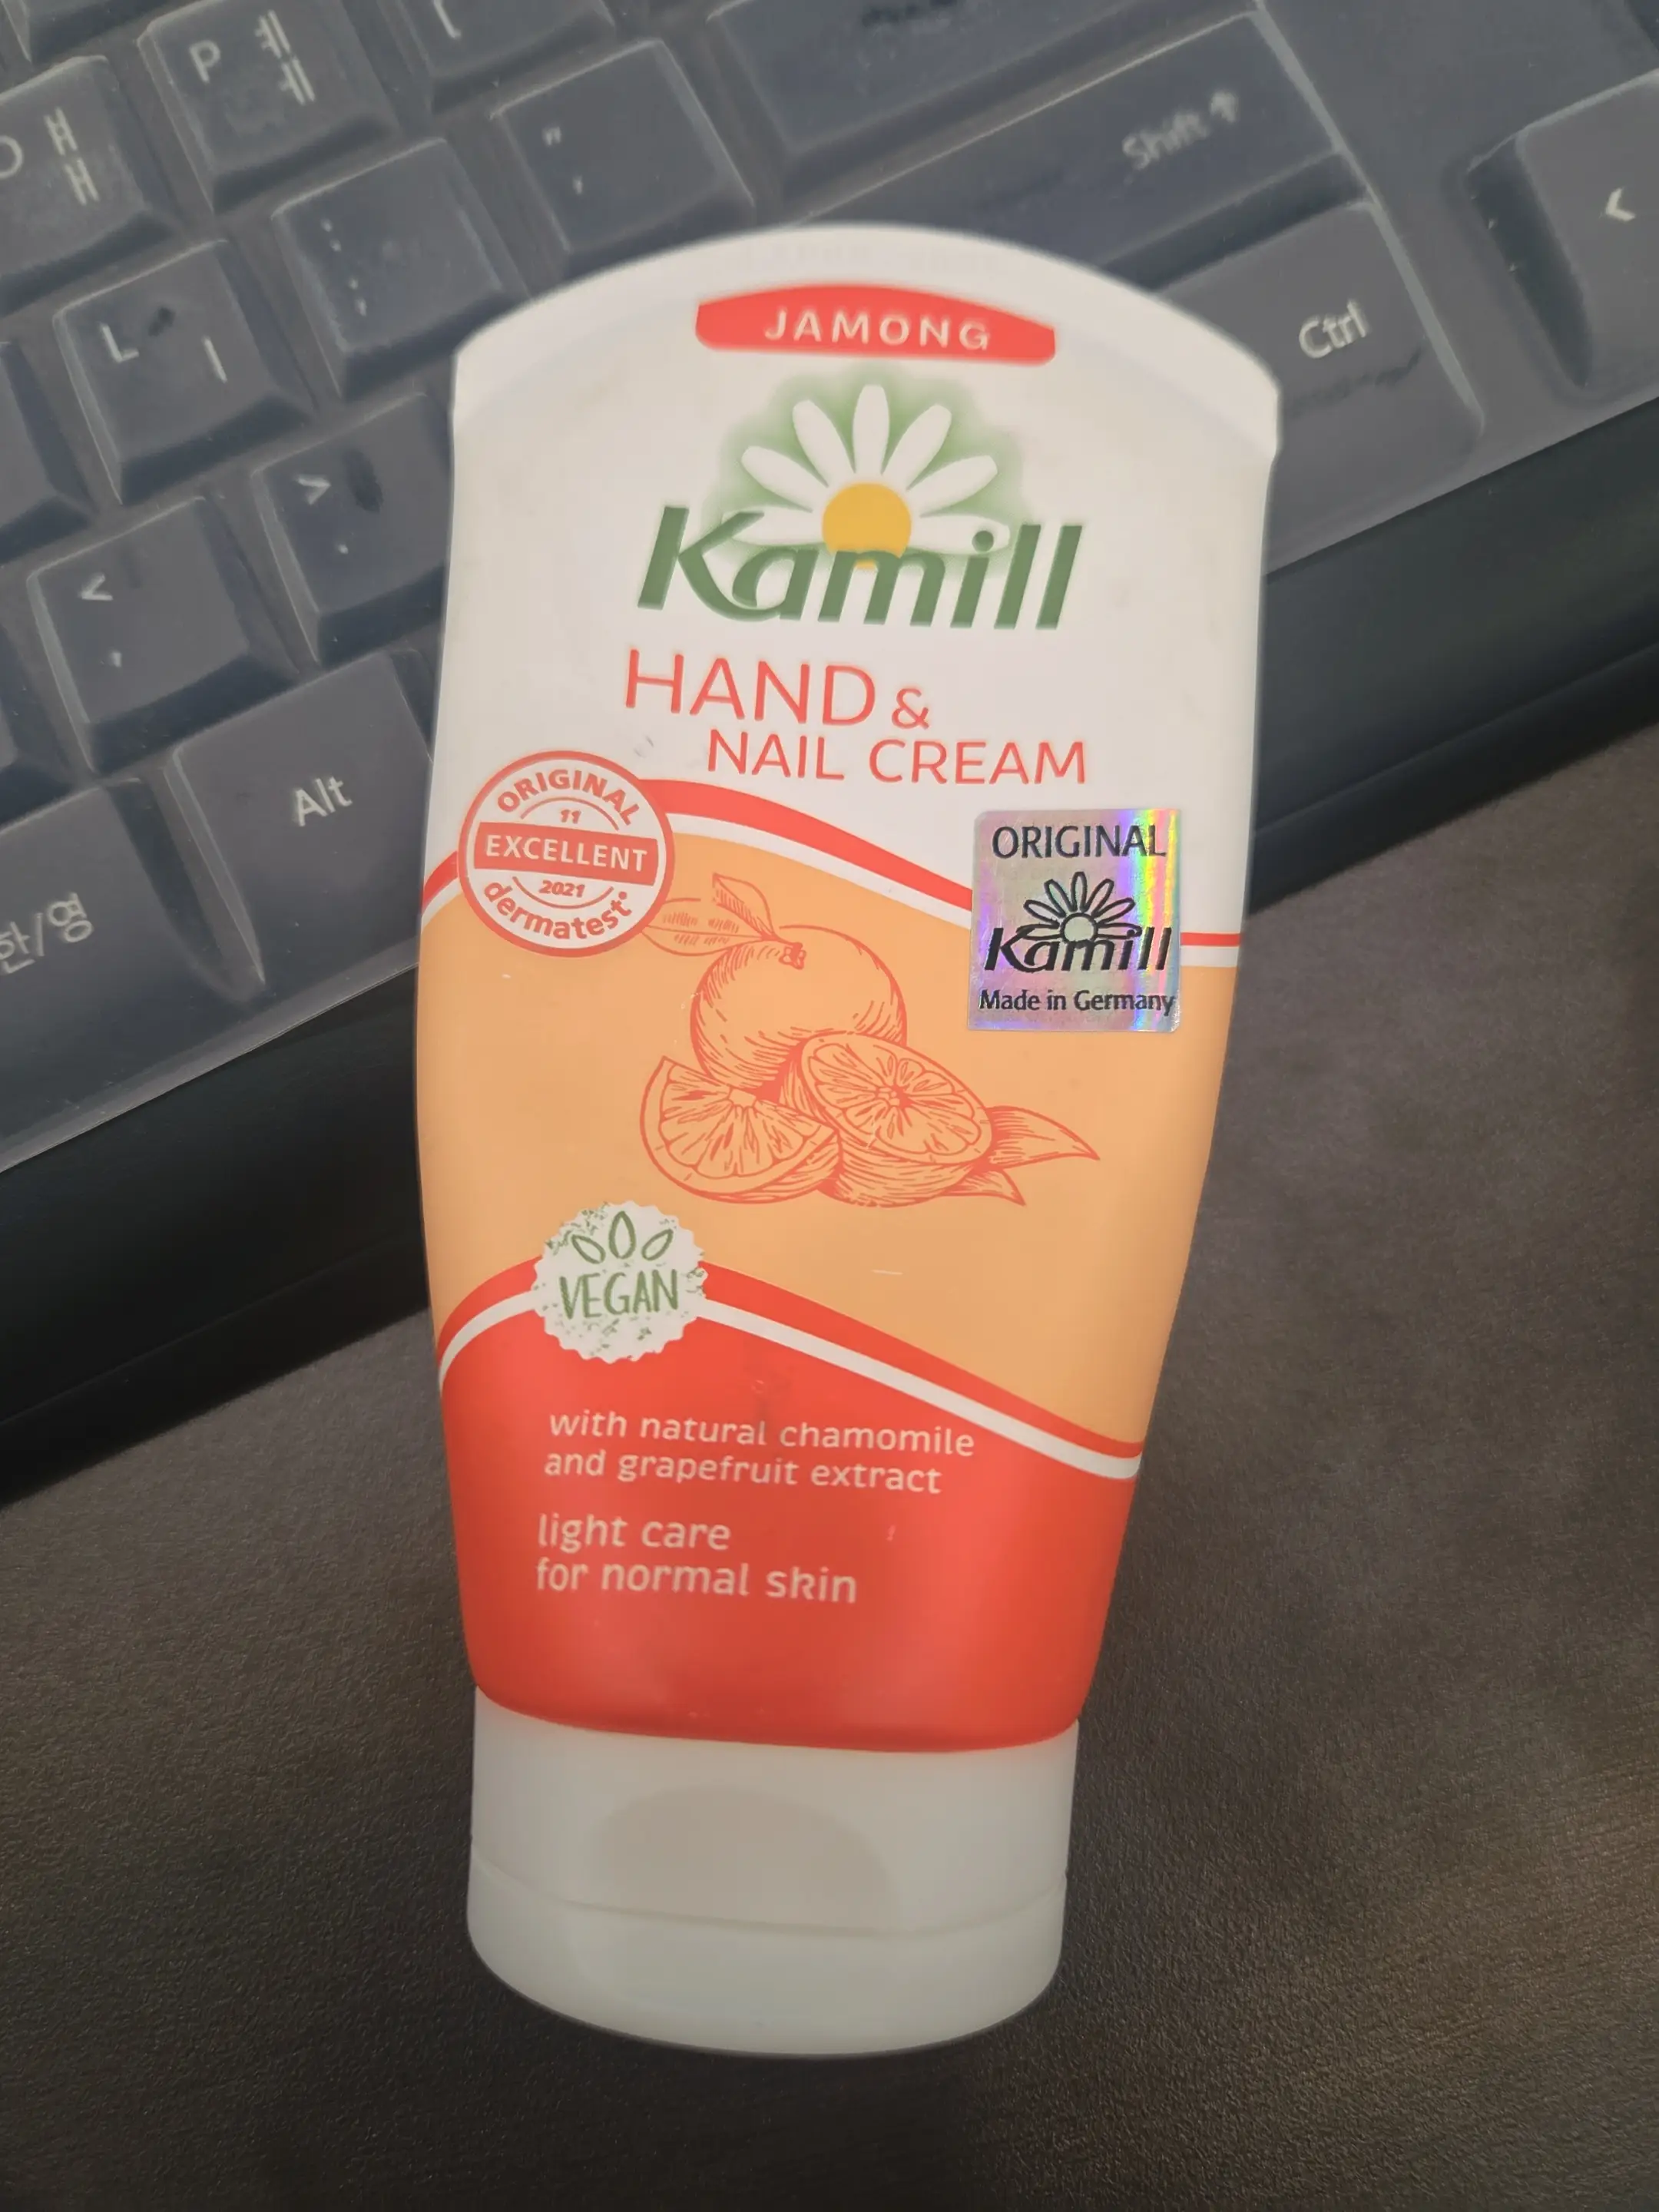 P ㅖ
ㅔ
O ㅒ
ㅐ
L ㅣ
Shift ↑
Ctrl
Alt
한/영
JAMONG
Kamill
HAND &
NAIL CREAM
ORIGINAL
11
EXCELLENT
2021
dermatest®
ORIGINAL
Kamill
Made in Germany
VEGAN
with natural chamomile
and grapefruit extract
light care
for normal skin